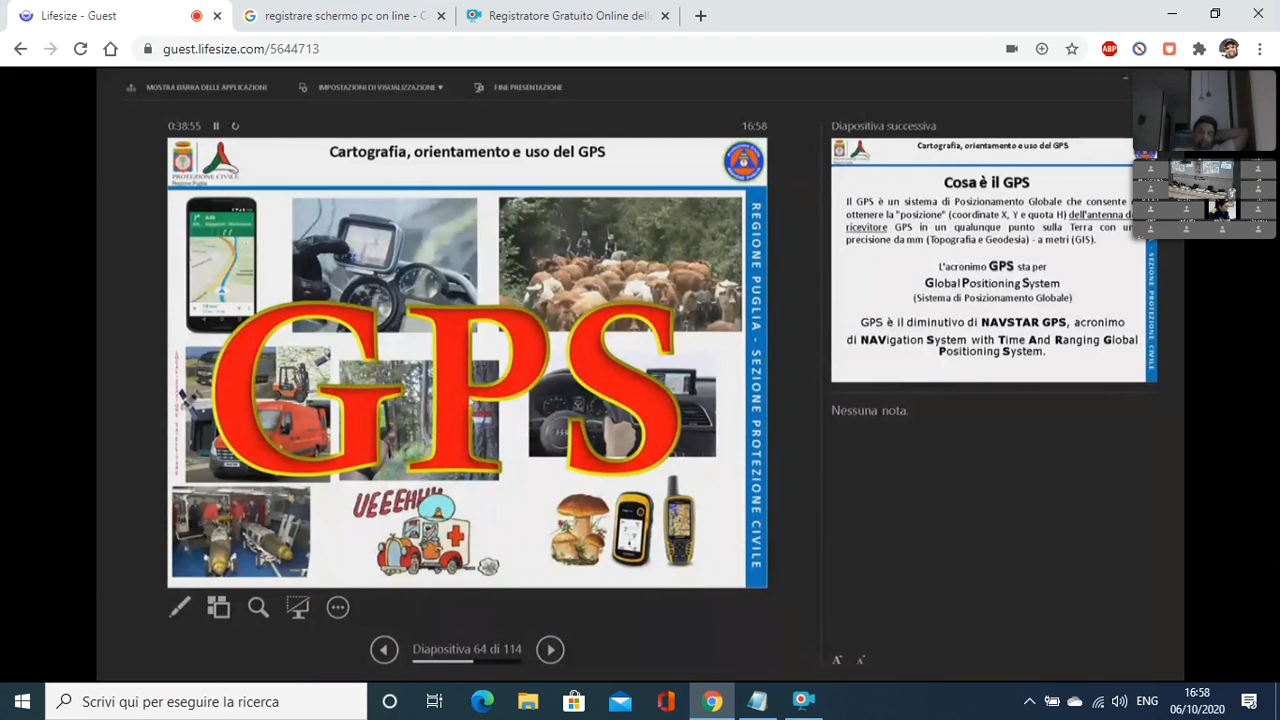 Lifesize - Guest
registrare schermo pc on line - C
Registratore Gratuito Online dello
guest.lifesize.com/5644713
ABP
MOSTRA BARRA DELLE APPLICAZIONI
IMPOSTAZIONI DI VISUALIZZAZIONE
FINE PRESENTAZIONE
0:38:55
16:58
Cartografia, orientamento e uso del GPS
PROTEZIONE CIVILE
Regione Puglia
REGIONE PUGLIA - SEZIONE PROTEZIONE CIVILE
GPS
UEEEHHH
Diapositiva 64 di 114
Diapositiva successiva
Cartografia, orientamento e uso del GPS
Cosa è il GPS
Il GPS è un sistema di Posizionamento Globale che consente
ottenere la "posizione" (coordinate X, Y e quota H) dell'antenna
ricevitore GPS in un qualunque punto sulla Terra con
precisione da mm (Topografia e Geodesia) - a metri (GIS).
L'acronimo GPS sta per
Global Positioning System
(Sistema di Posizionamento Globale)
GPS è il diminutivo di NAVSTAR GPS, acronimo
di NAVigation System with Time And Ranging Global
Positioning System.
Nessuna nota.
Scrivi qui per eseguire la ricerca
ENG
16:58
06/10/2020